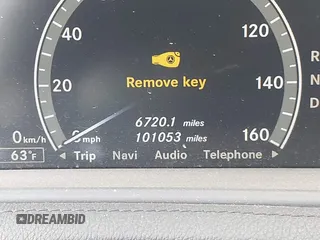 40
120
20
Remove key
140
R
N
D
6720.1 miles
101053 miles
0 km/h
mph
160
63°F
Trip Navi Audio Telephone
DREAMBID